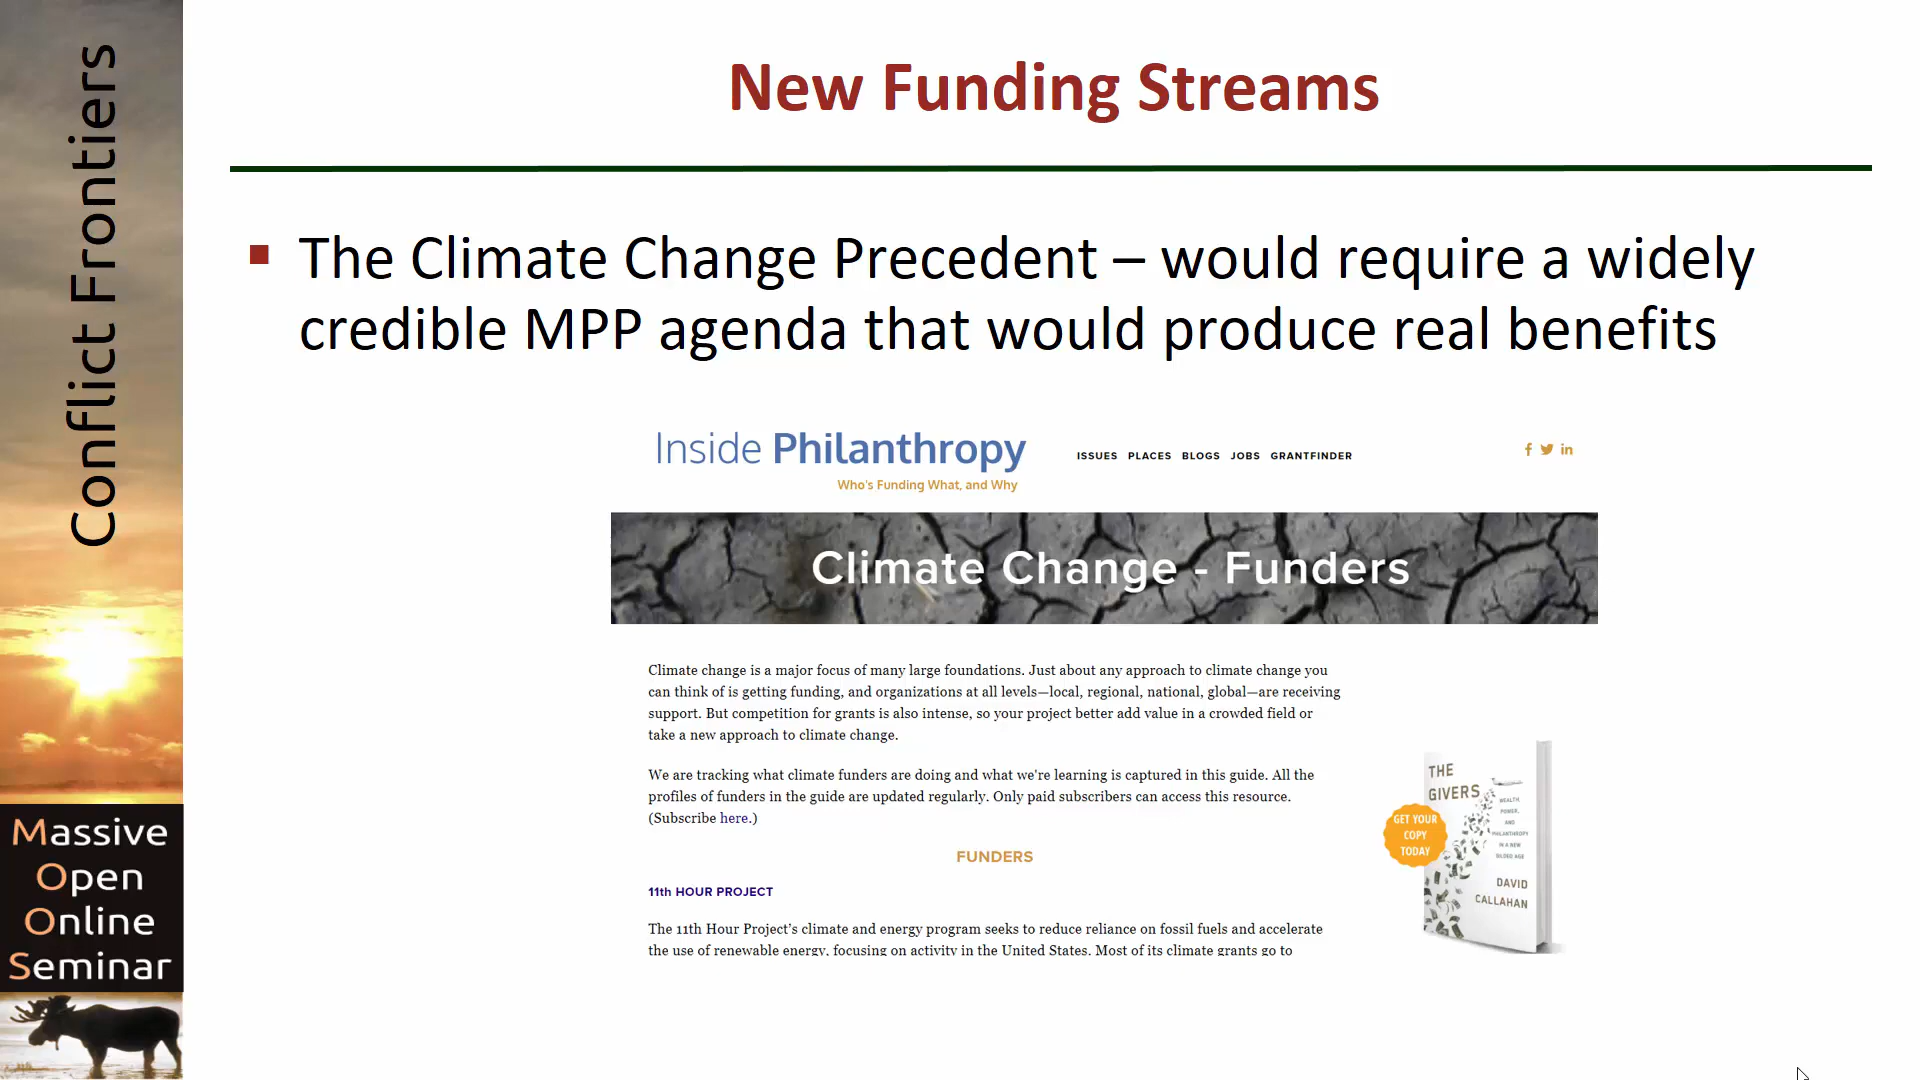 Conflict Frontiers
Massive
Open
Online
Seminar
New Funding Streams
The Climate Change Precedent – would require a widely
credible MPP agenda that would produce real benefits
Inside Philanthropy
Who's Funding What, and Why
ISSUES PLACES BLOGS JOBS GRANTFINDER
Climate Change - Funders
Climate change is a major focus of many large foundations. Just about any approach to climate change you
can think of is getting funding, and organizations at all levels—local, regional, national, global—are receiving
support. But competition for grants is also intense, so your project better add value in a crowded field or
take a new approach to climate change.
We are tracking what climate funders are doing and what we're learning is captured in this guide. All the
profiles of funders in the guide are updated regularly. Only paid subscribers can access this resource.
(Subscribe here.)
FUNDERS
11th HOUR PROJECT
The 11th Hour Project's climate and energy program seeks to reduce reliance on fossil fuels and accelerate
the use of renewable energy, focusing on activity in the United States. Most of its climate grants go to
GET YOUR
COPY
TODAY
THE
GIVERS
WEALTH,
POWER,
AND
PHILANTHROPY
IN A NEW
GILDED AGE
DAVID
CALLAHAN